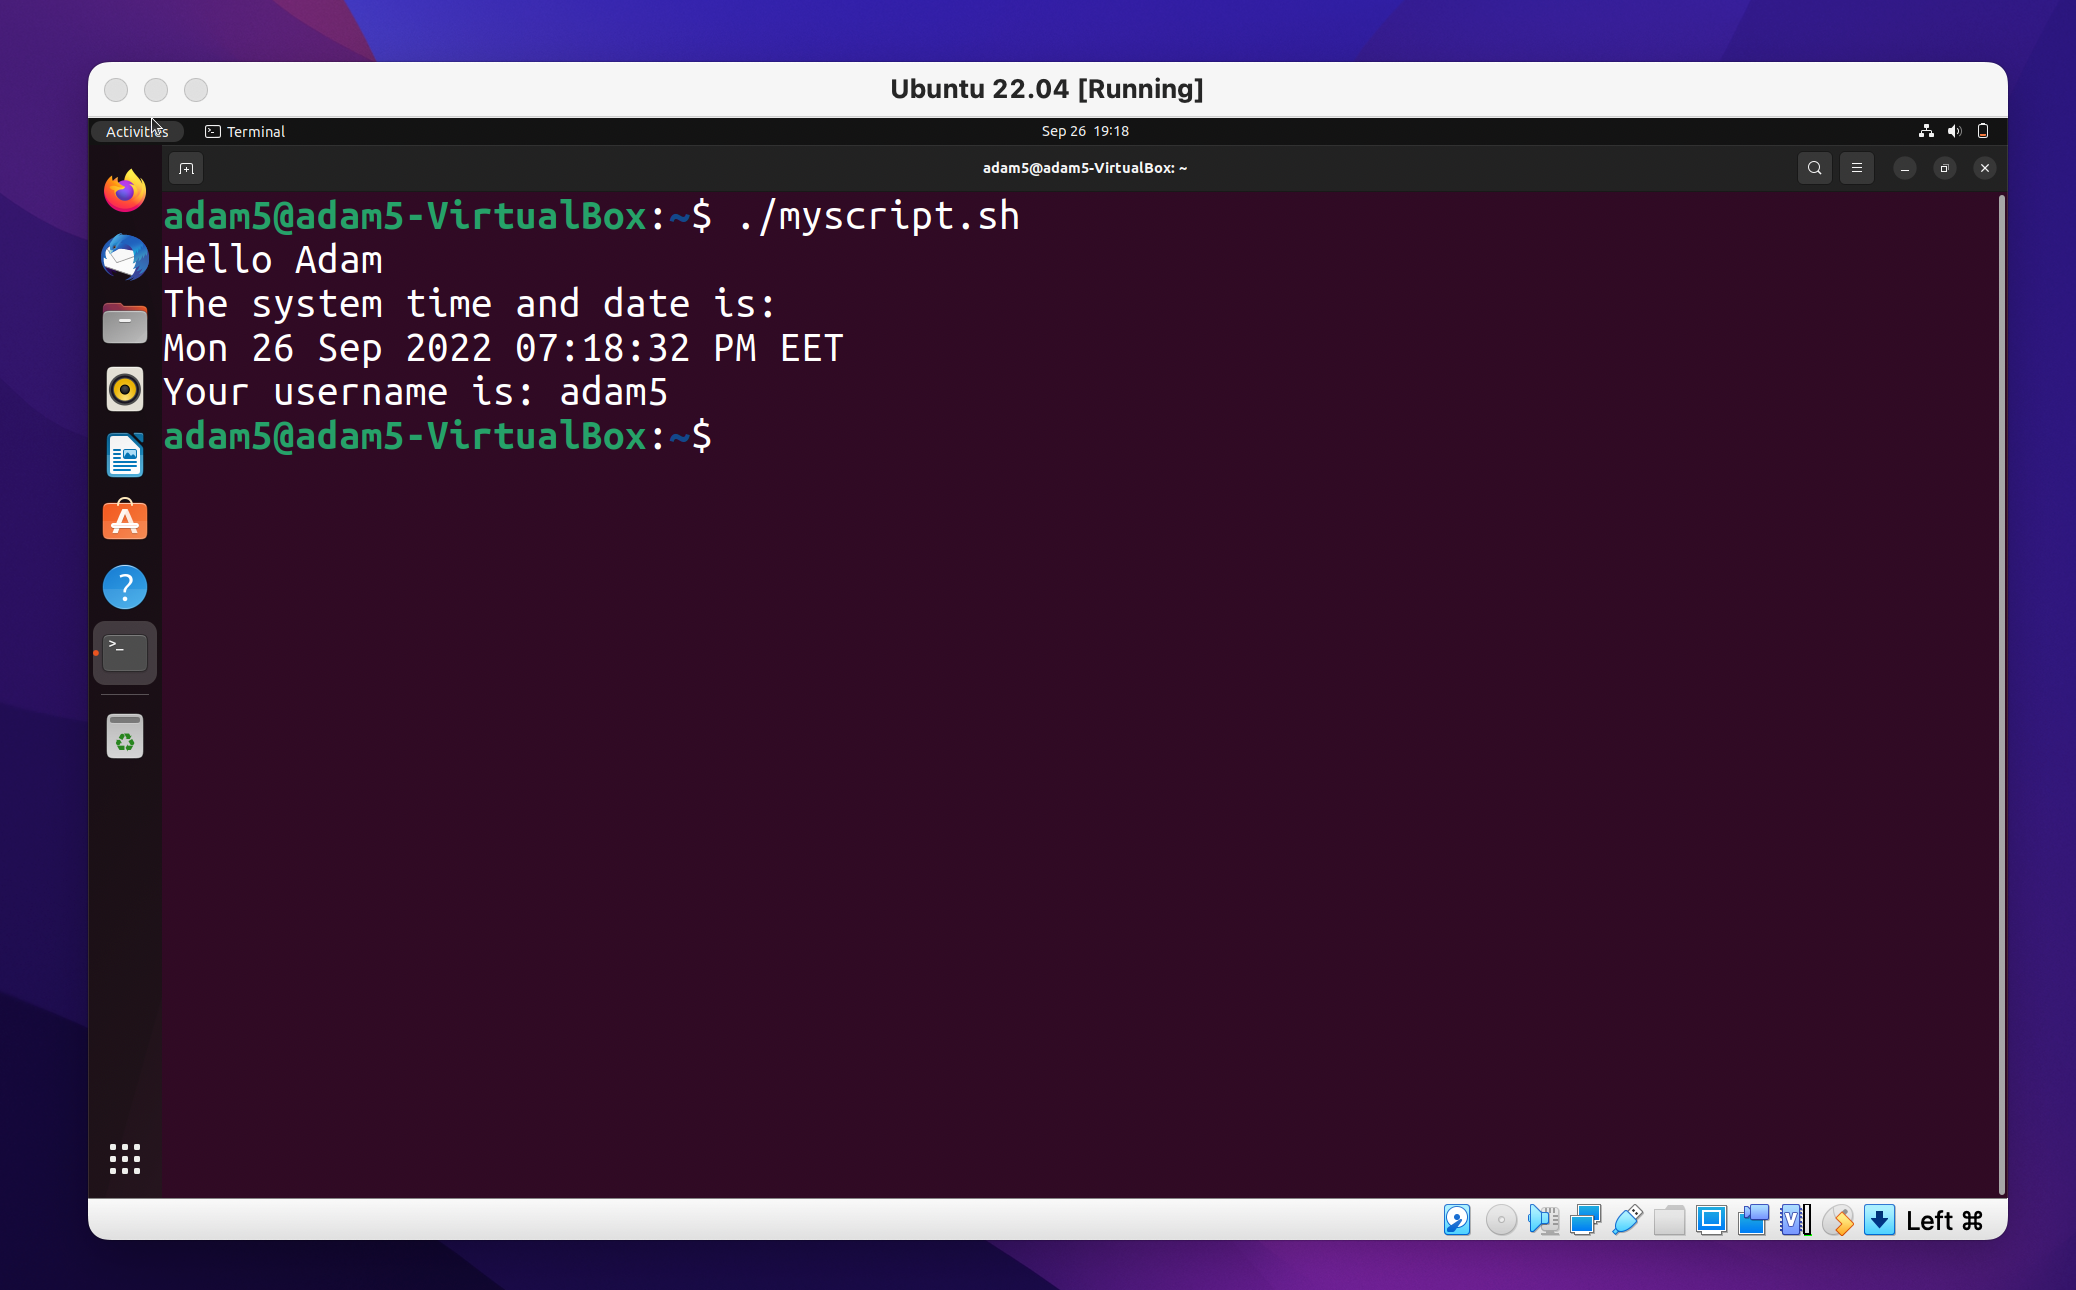 Ubuntu 22.04 [Running]
Activities
Terminal
Sep 26 19:18
adam5@adam5-VirtualBox: ~
adam5@adam5-VirtualBox:~$ ./myscript.sh
Hello Adam
The system time and date is:
Mon 26 Sep 2022 07:18:32 PM EET
Your username is: adam5
adam5@adam5-VirtualBox:~$
Left ⌘